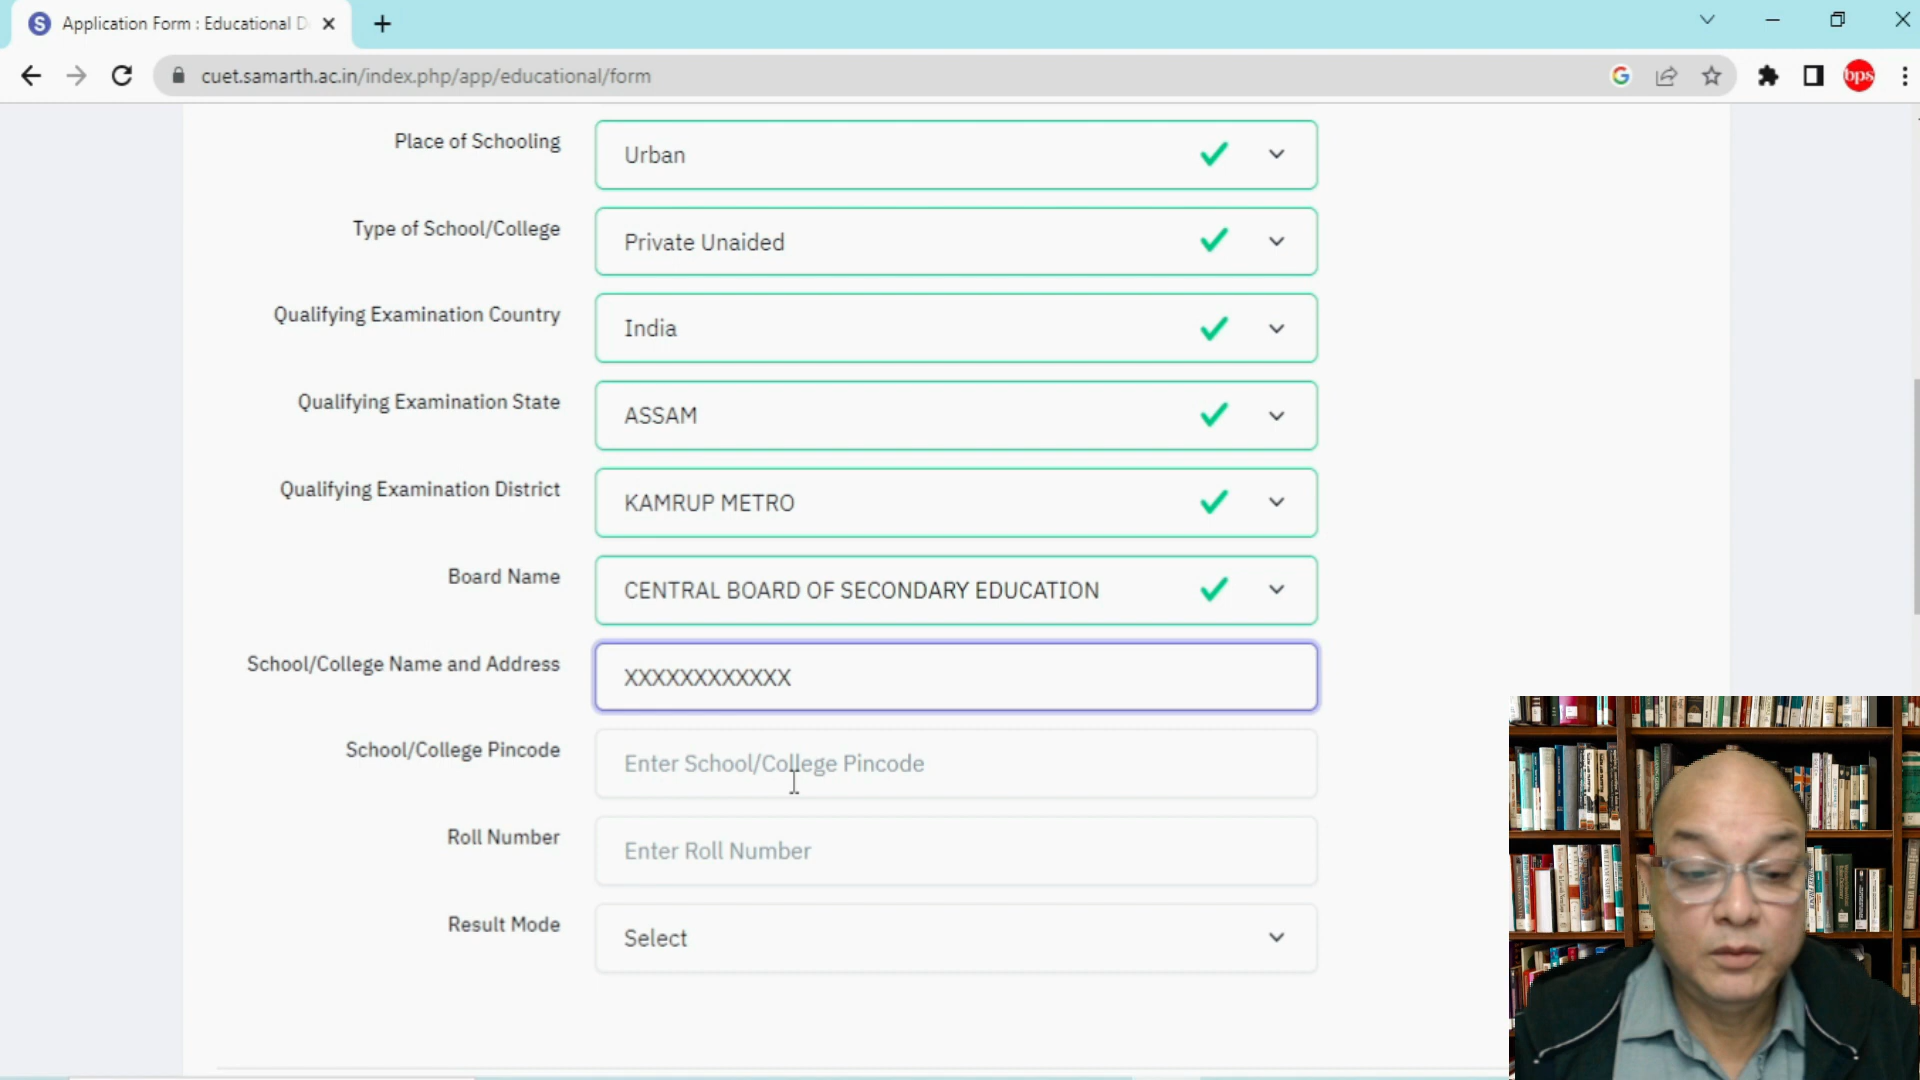 S Application Form : Educational D
cuet.samarth.ac.in/index.php/app/educational/form
G
bps
Place of Schooling
Urban
Type of School/College
Private Unaided
Qualifying Examination Country
India
Qualifying Examination State
ASSAM
Qualifying Examination District
KAMRUP METRO
Board Name
CENTRAL BOARD OF SECONDARY EDUCATION
School/College Name and Address
XXXXXXXXXXXX
School/College Pincode
Enter School/College Pincode
Roll Number
Enter Roll Number
Result Mode
Select